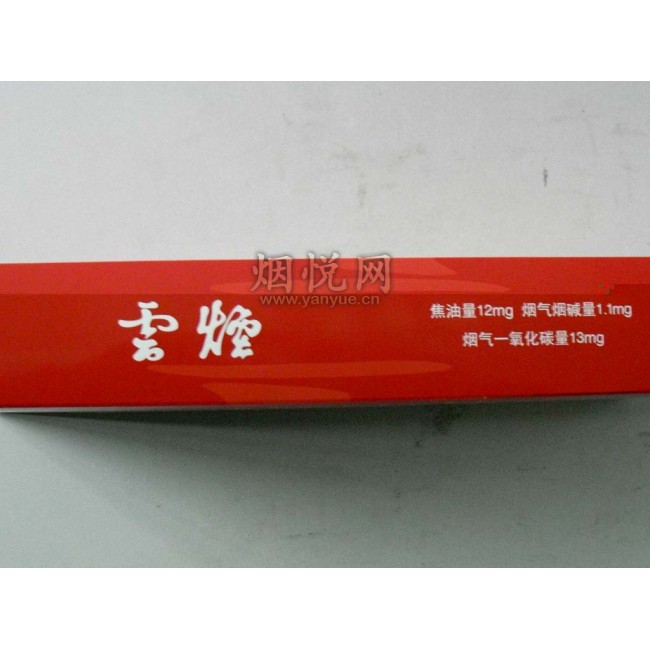 烟悦网
www.yanyue.cn
雲煙
焦油量12mg 烟气烟碱量1.1mg
烟气一氧化碳量13mg